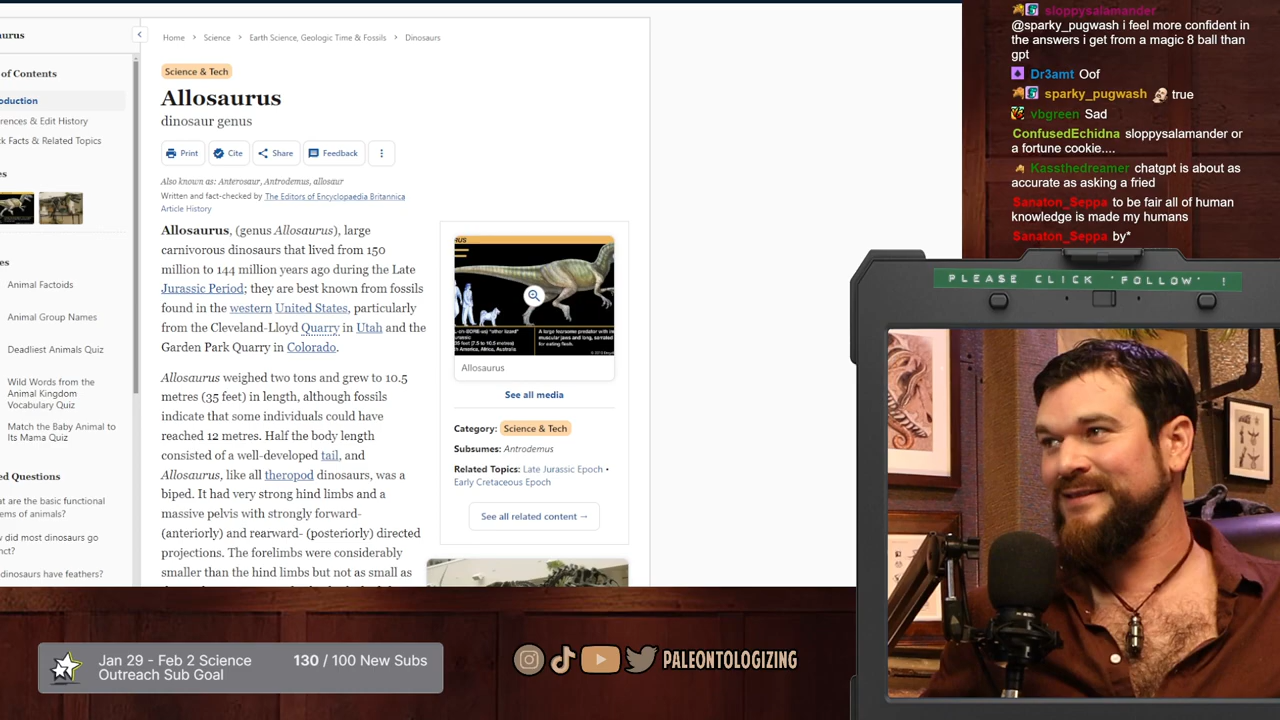 aurus
of Contents
oduction
rences & Edit History
k Facts & Related Topics
es
es
Animal Factoids
Animal Group Names
Deadliest Animals Quiz
Wild Words from the
Animal Kingdom
Vocabulary Quiz
Match the Baby Animal to
Its Mama Quiz
ed Questions
at are the basic functional
ems of animals?
w did most dinosaurs go
nct?
dinosaurs have feathers?
Home > Science > Earth Science, Geologic Time & Fossils > Dinosaurs
Science & Tech
Allosaurus
dinosaur genus
Print Cite Share Feedback
Also known as: Anterosaur, Antrodemus, allosaur
Written and fact-checked by The Editors of Encyclopaedia Britannica
Article History
Allosaurus, (genus Allosaurus), large
carnivorous dinosaurs that lived from 150
million to 144 million years ago during the Late
Jurassic Period; they are best known from fossils
found in the western United States, particularly
from the Cleveland-Lloyd Quarry in Utah and the
Garden Park Quarry in Colorado.
Allosaurus weighed two tons and grew to 10.5
metres (35 feet) in length, although fossils
indicate that some individuals could have
reached 12 metres. Half the body length
consisted of a well-developed tail, and
Allosaurus, like all theropod dinosaurs, was a
biped. It had very strong hind limbs and a
massive pelvis with strongly forward-
(anteriorly) and rearward- (posteriorly) directed
projections. The forelimbs were considerably
smaller than the hind limbs but not as small as
Allosaurus
See all media
Category: Science & Tech
Subsumes: Antrodemus
Related Topics: Late Jurassic Epoch •
Early Cretaceous Epoch
See all related content →
sloppysalamander
@sparky_pugwash i feel more confident in
the answers i get from a magic 8 ball than
gpt
Dr3amt Oof
sparky_pugwash true
vbgreen Sad
ConfusedEchidna sloppysalamander or
a fortune cookie....
Kassthedreamer chatgpt is about as
accurate as asking a fried
Sanaton_Seppa to be fair all of human
knowledge is made my humans
Sanaton_Seppa by*
PLEASE CLICK 'FOLLOW' !
Jan 29 - Feb 2 Science
Outreach Sub Goal
130 / 100 New Subs
PALEONTOLOGIZING